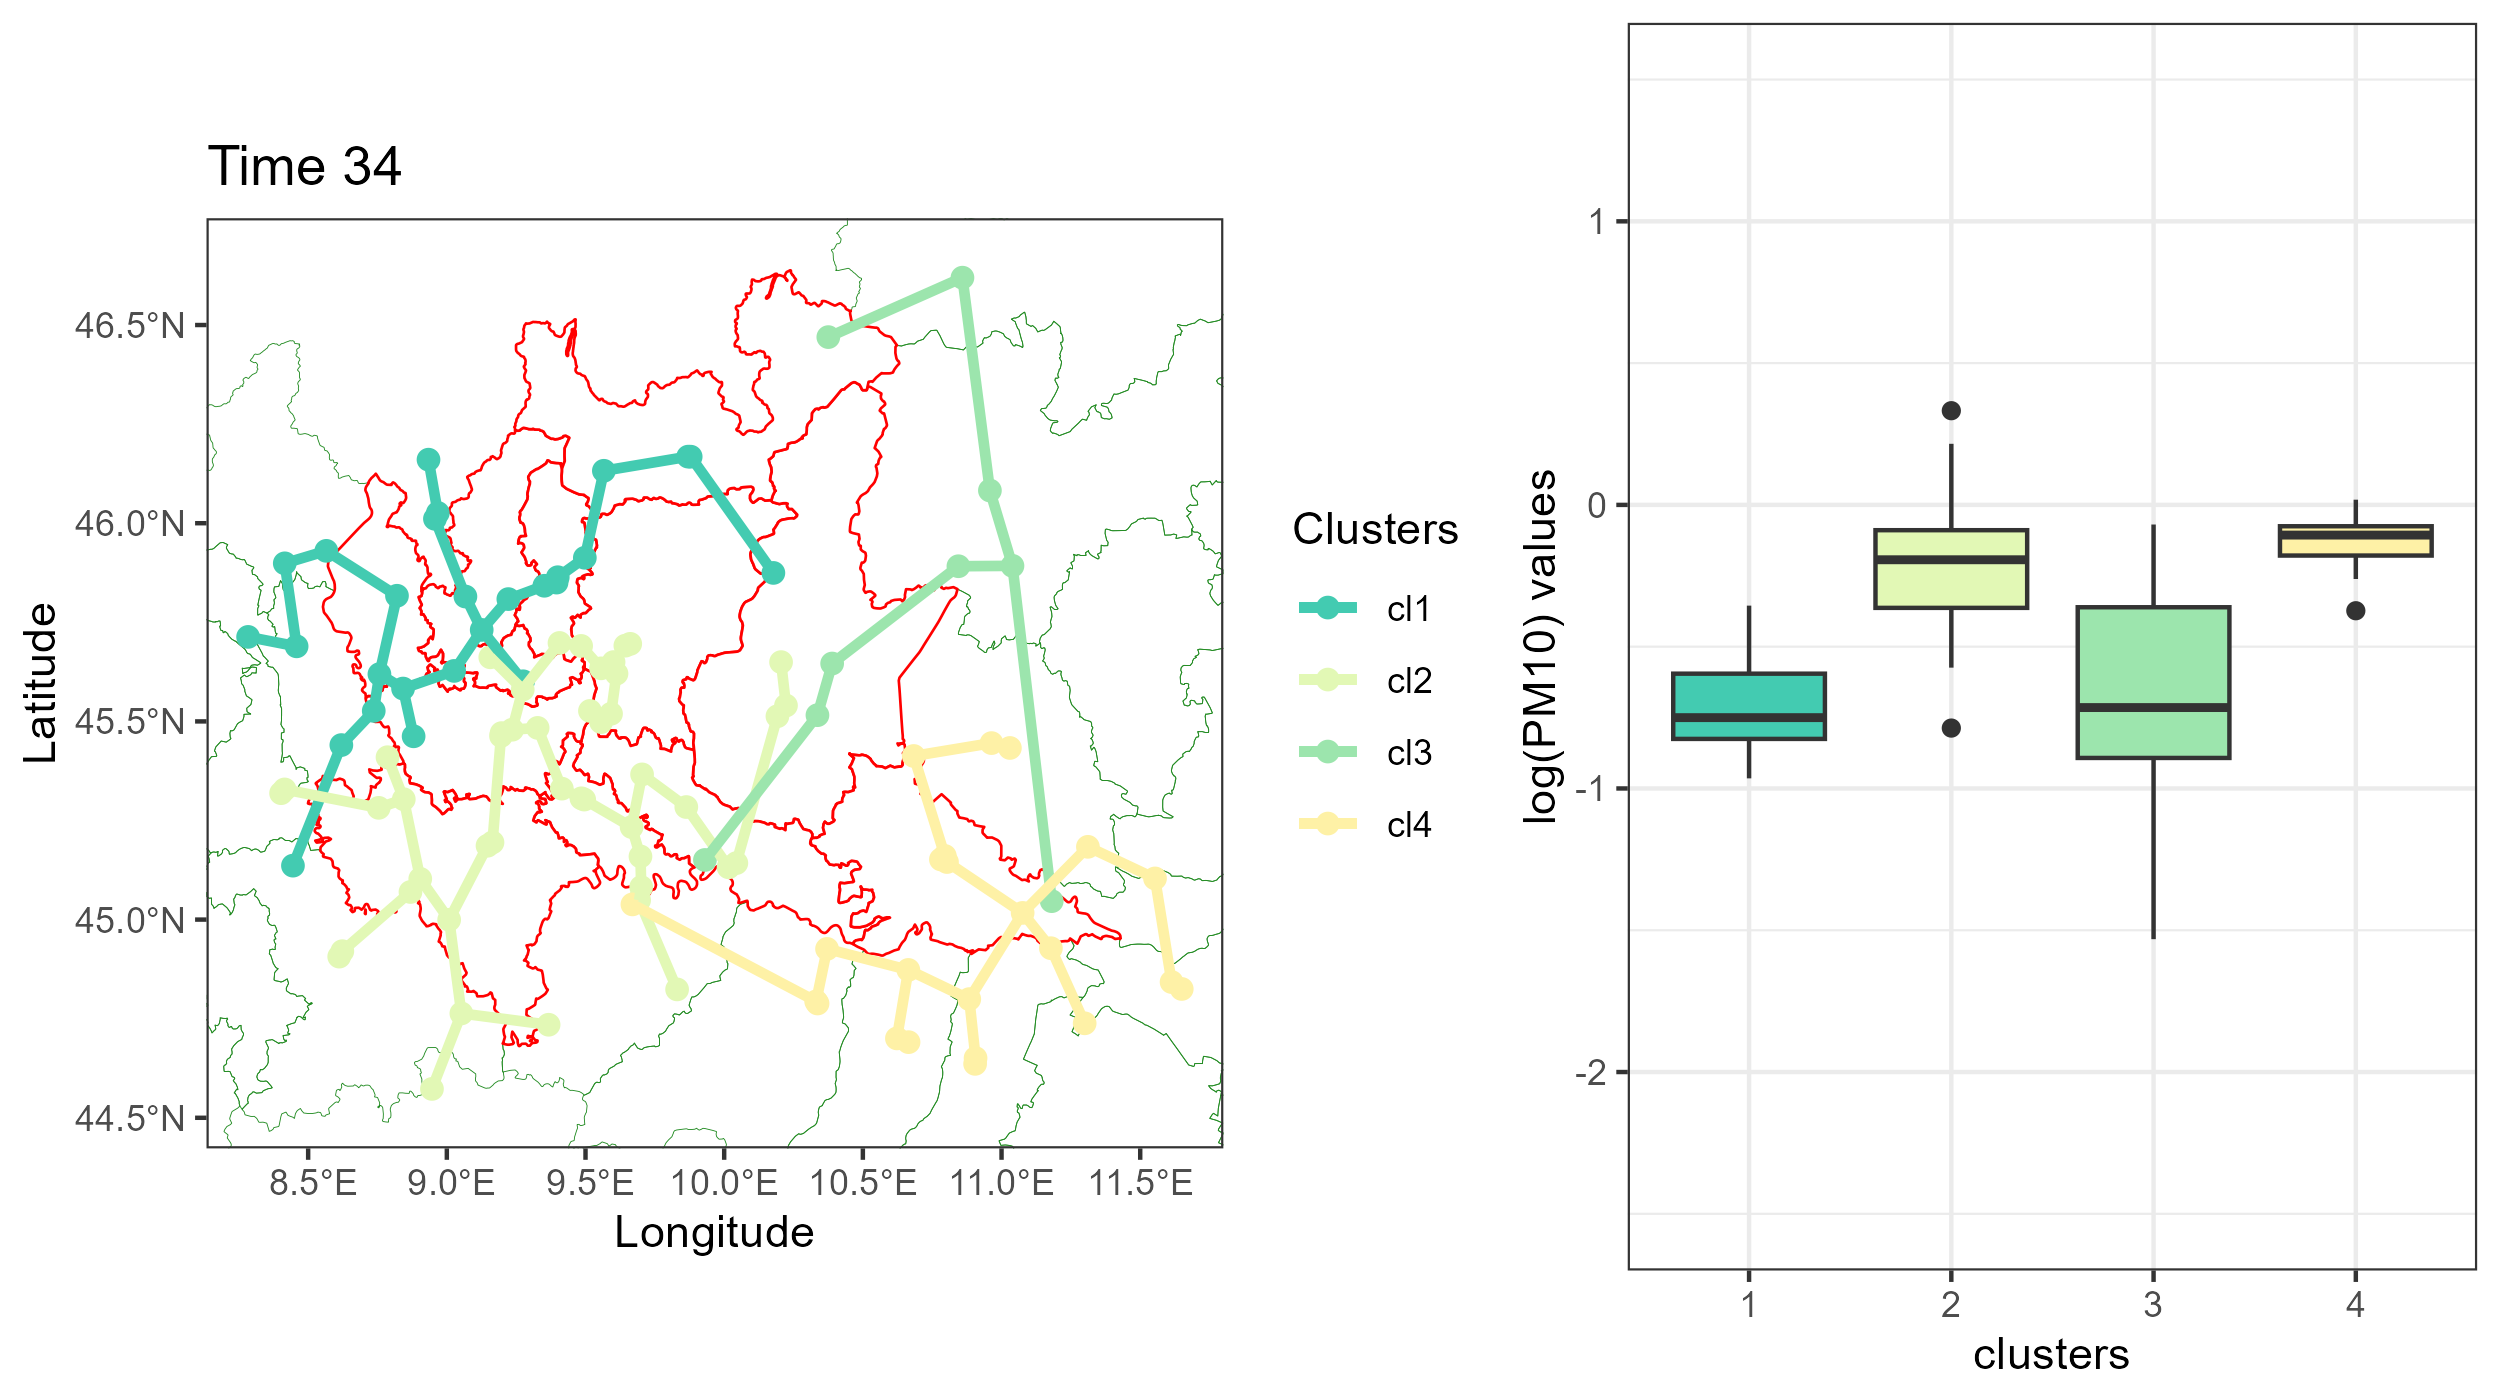 Time 34
Latitude
46.5°N
46.0°N
45.5°N
45.0°N
44.5°N
8.5°E 9.0°E 9.5°E 10.0°E 10.5°E 11.0°E 11.5°E
Longitude
Clusters
cl1
cl2
cl3
cl4
log(PM10) values
1
0
-1
-2
1 2 3 4
clusters